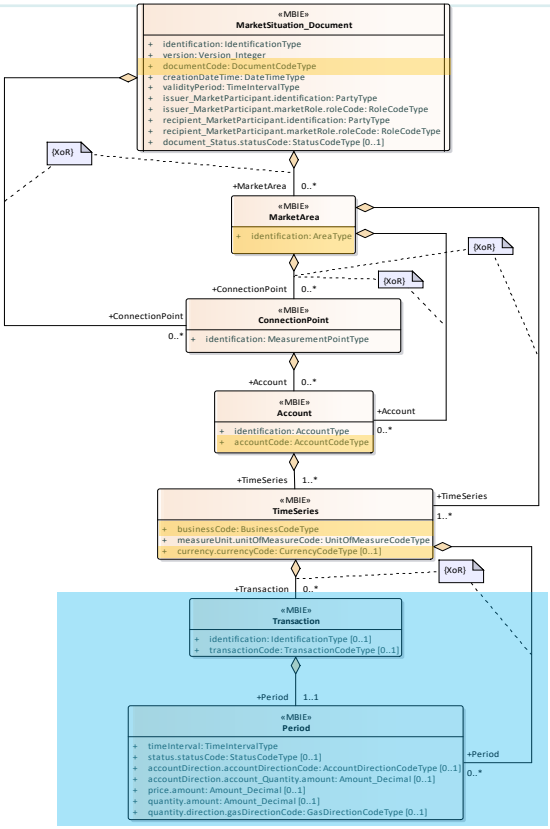 «MBIE»
MarketSituation_Document
+ identification: IdentificationType
+ version: Version_Integer
+ documentCode: DocumentCodeType
+ creationDateTime: DateTimeType
+ validityPeriod: TimeIntervalType
+ issuer_MarketParticipant.identification: PartyType
+ issuer_MarketParticipant.marketRole.roleCode: RoleCodeType
+ recipient_MarketParticipant.identification: PartyType
+ recipient_MarketParticipant.marketRole.roleCode: RoleCodeType
+ document_Status.statusCode: StatusCodeType [0..1]
{XoR}
+MarketArea 0..*
«MBIE»
MarketArea
+ identification: AreaType
{XoR}
{XoR}
+ConnectionPoint 0..*
+ConnectionPoint
0..*
«MBIE»
ConnectionPoint
+ identification: MeasurementPointType
+Account 0..*
«MBIE»
Account
+ identification: AccountType
+ accountCode: AccountCodeType
+Account
0..*
+TimeSeries 1..*
«MBIE»
TimeSeries
+ businessCode: BusinessCodeType
+ measureUnit.unitOfMeasureCode: UnitOfMeasureCodeType
+ currency.currencyCode: CurrencyCodeType [0..1]
+TimeSeries
1..*
{XoR}
+Transaction 0..*
«MBIE»
Transaction
+ identification: IdentificationType [0..1]
+ transactionCode: TransactionCodeType [0..1]
+Period 1..1
«MBIE»
Period
+ timeInterval: TimeIntervalType
+ status.statusCode: StatusCodeType [0..1]
+ accountDirection.accountDirectionCode: AccountDirectionCodeType [0..1]
+ accountDirection.account_Quantity.amount: Amount_Decimal [0..1]
+ price.amount: Amount_Decimal [0..1]
+ quantity.amount: Amount_Decimal [0..1]
+ quantity.direction.gasDirectionCode: GasDirectionCodeType [0..1]
+Period
0..*